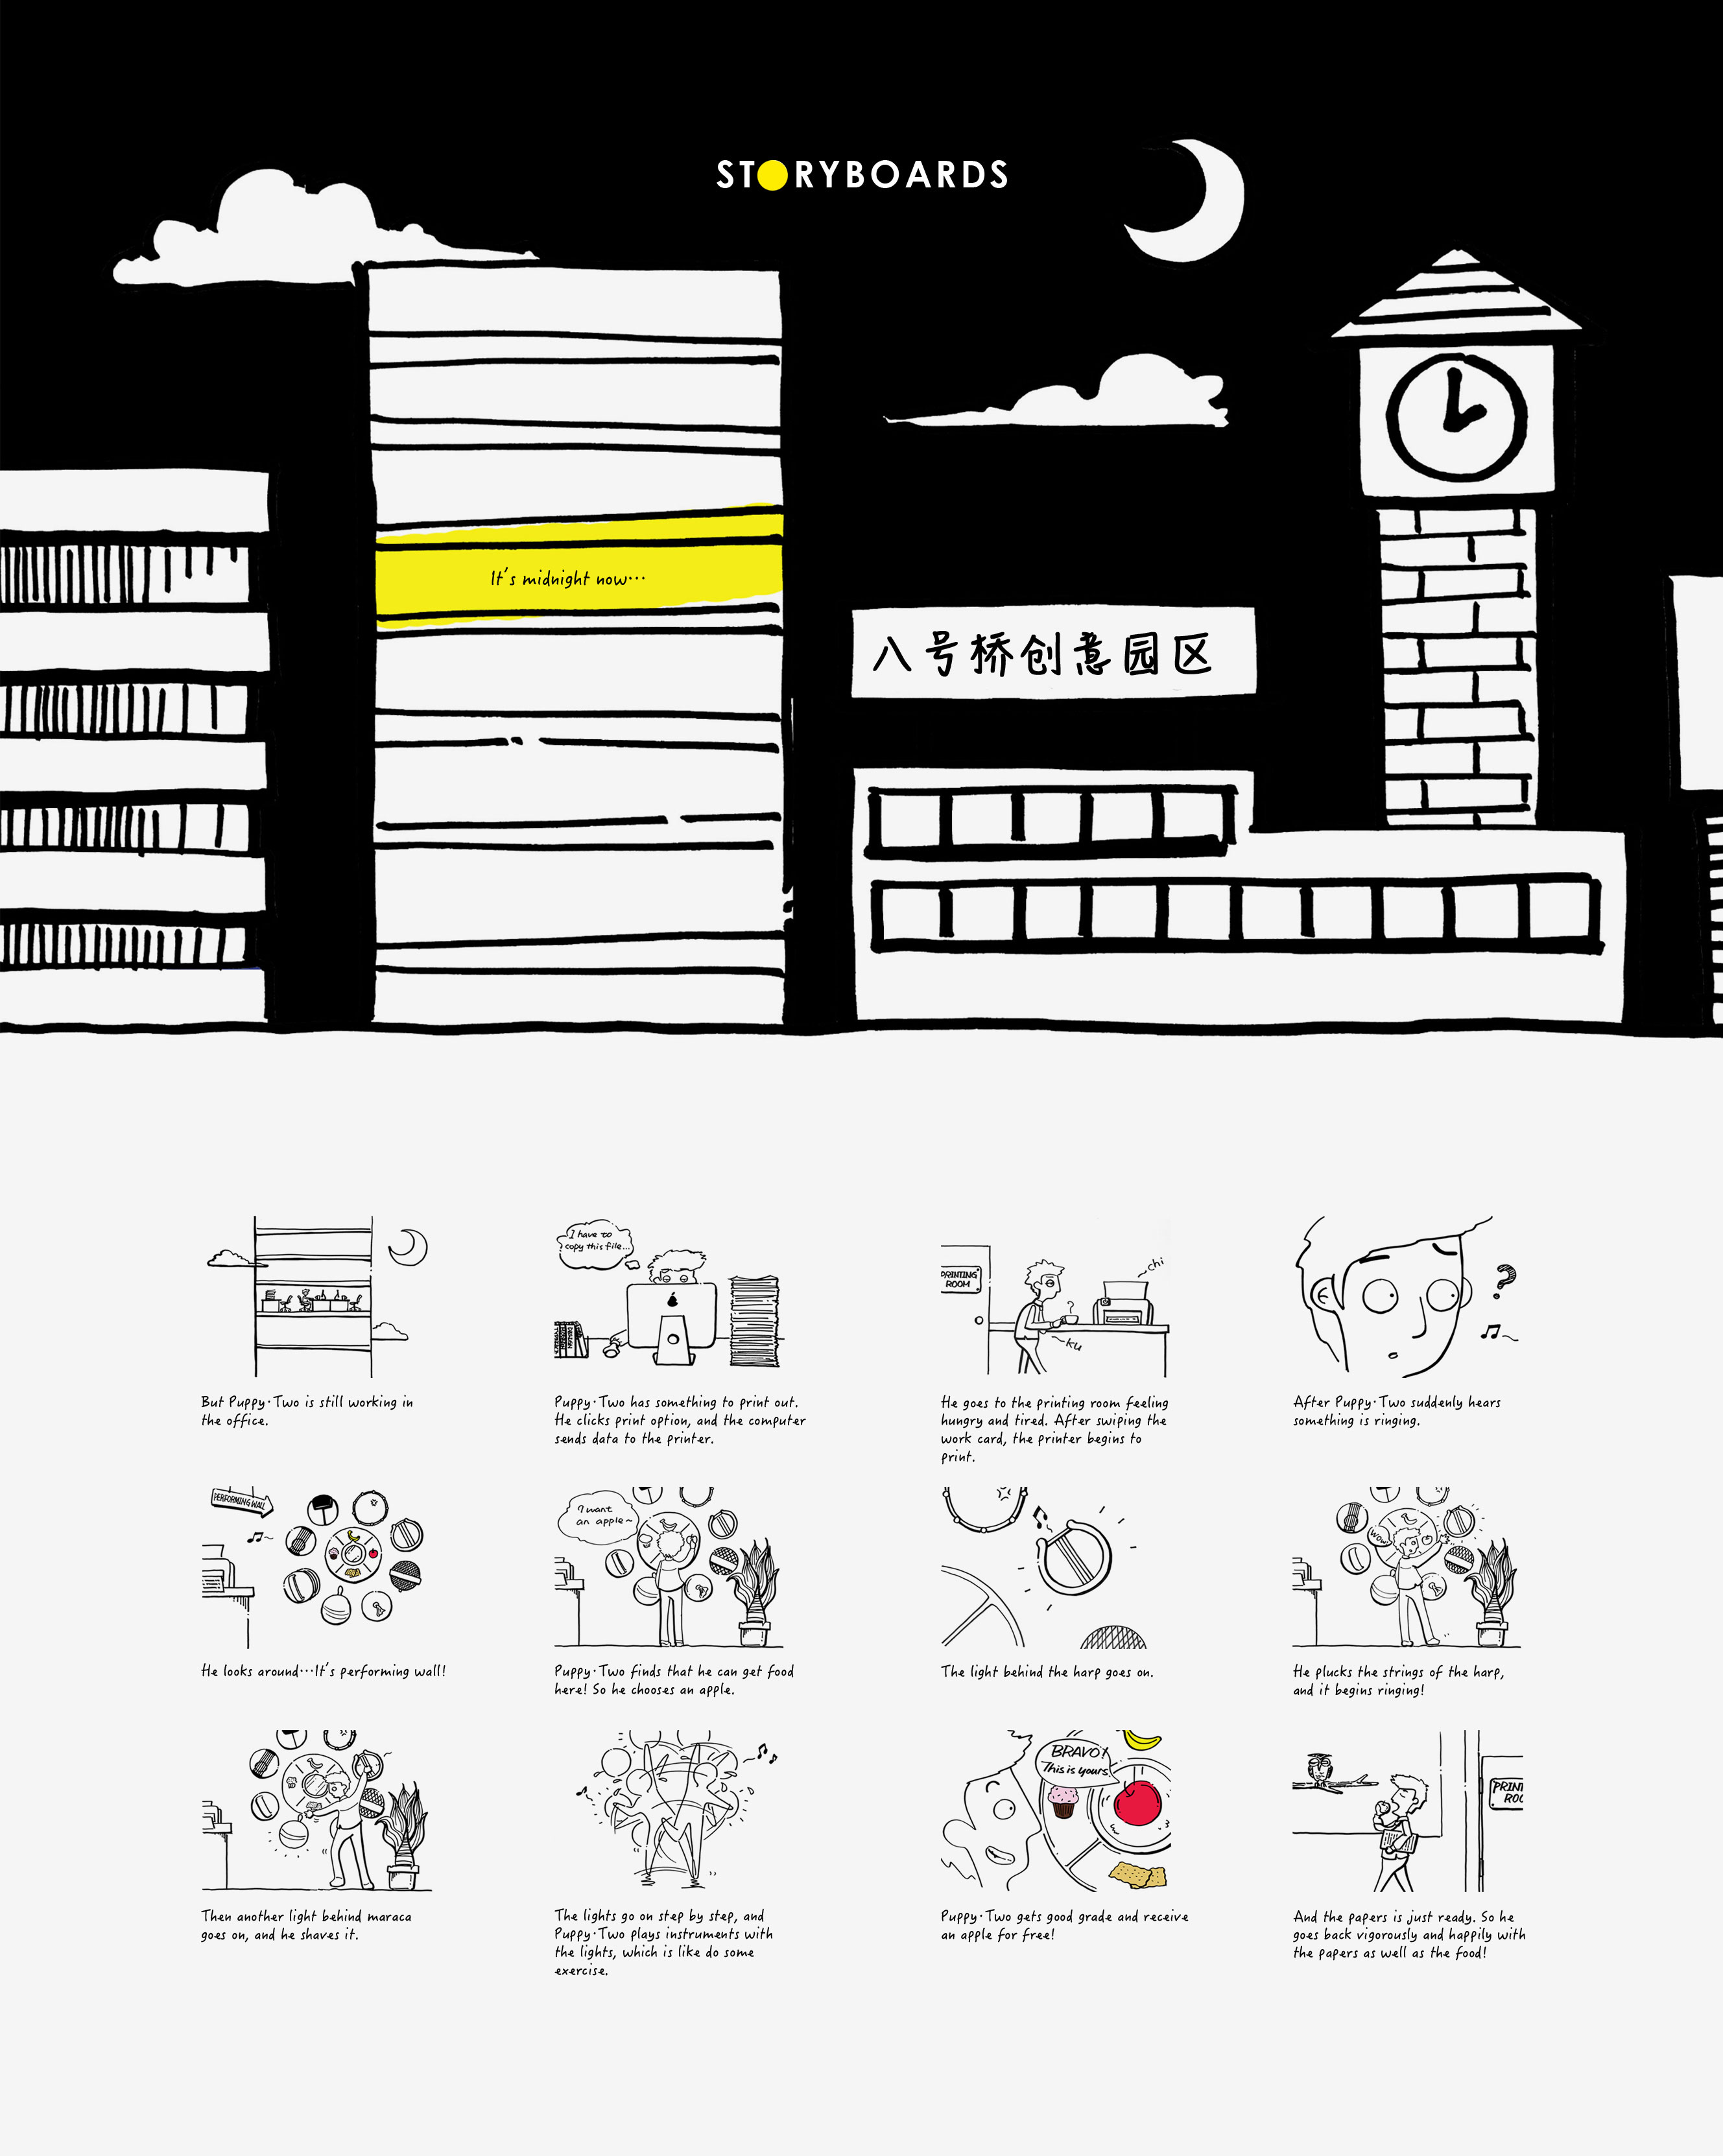 STORYBOARDS
It's midnight now···
八号桥创意园区
But Puppy·Two is still working in
the office.
I have to
copy this file...
Puppy·Two has something to print out.
He clicks print option, and the computer
sends data to the printer.
PRINTING
ROOM
chi
ku
He goes to the printing room feeling
hungry and tired. After swiping the
work card, the printer begins to
print.
?
After Puppy·Two suddenly hears
something is ringing.
PERFORMING WALL
He looks around···It's performing wall!
I want
an apple~
Puppy·Two finds that he can get food
here! So he chooses an apple.
The light behind the harp goes on.
WOW!
He plucks the strings of the harp,
and it begins ringing!
Then another light behind maraca
goes on, and he shaves it.
The lights go on step by step, and
Puppy·Two plays instruments with
the lights, which is like do some
exercise.
BRAVO!
This is yours.
Puppy·Two gets good grade and receive
an apple for free!
PRINT
ROO
And the papers is just ready. So he
goes back vigorously and happily with
the papers as well as the food!